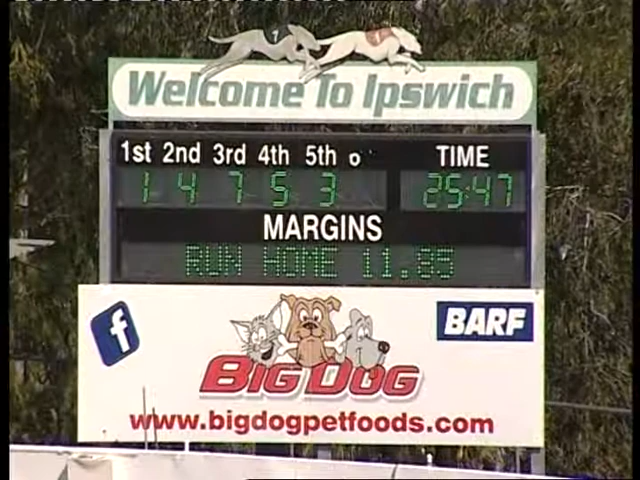 Welcome To Ipswich
1st 2nd 3rd 4th 5th TIME
1 4 7 5 3 25.47
MARGINS
RUN HOME 11.85
f
BARF
BIG DOG
www.bigdogpetfoods.com